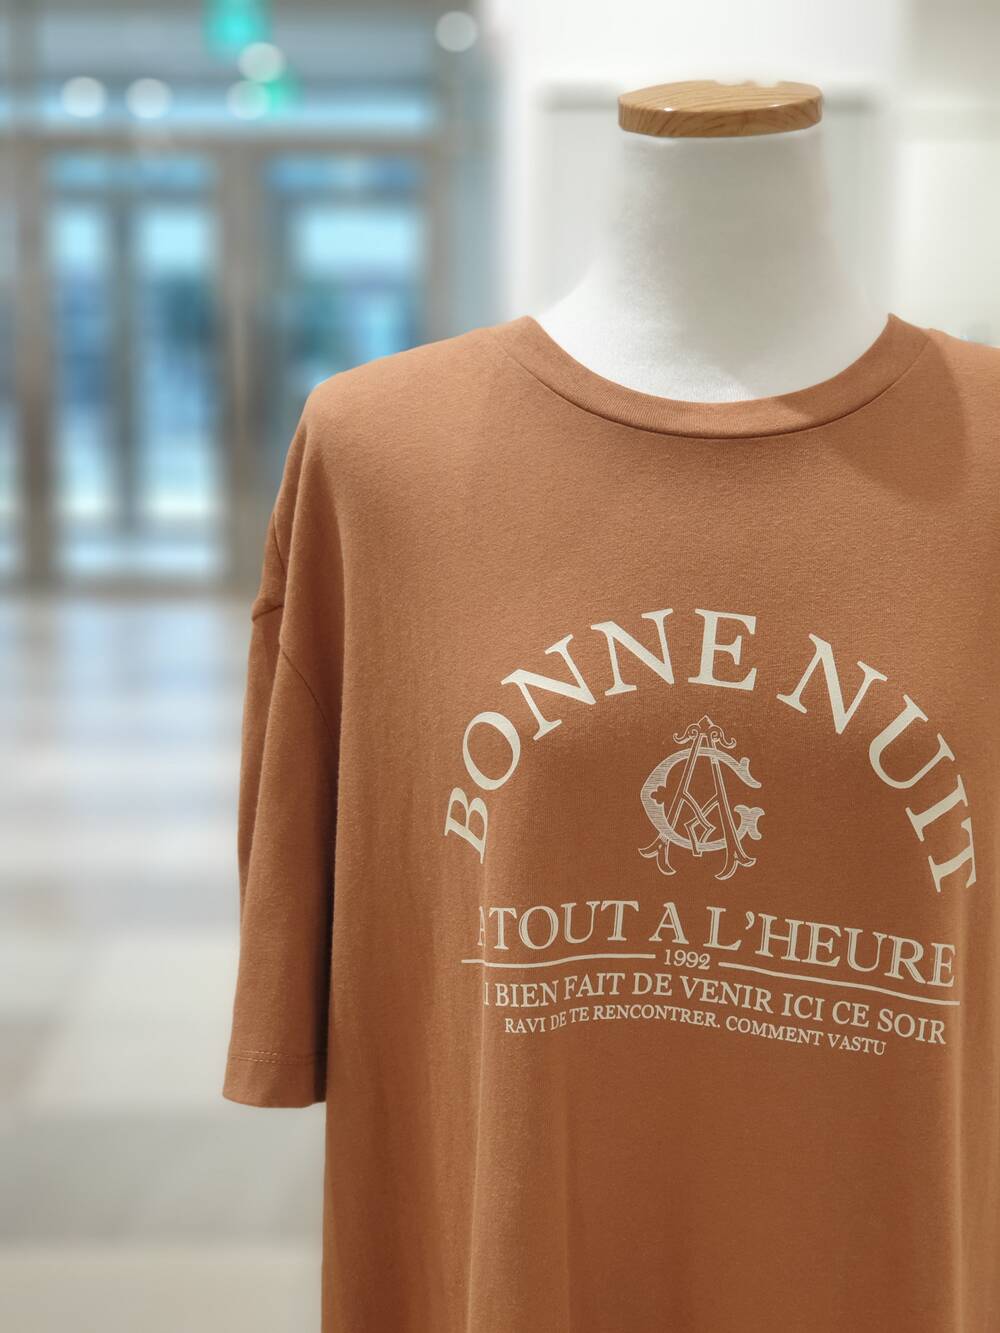 BONNE NUIT
A TOUT A L'HEURE
1992
I BIEN FAIT DE VENIR ICI CE SOIR
RAVI DE TE RENCONTRER. COMMENT VASTU